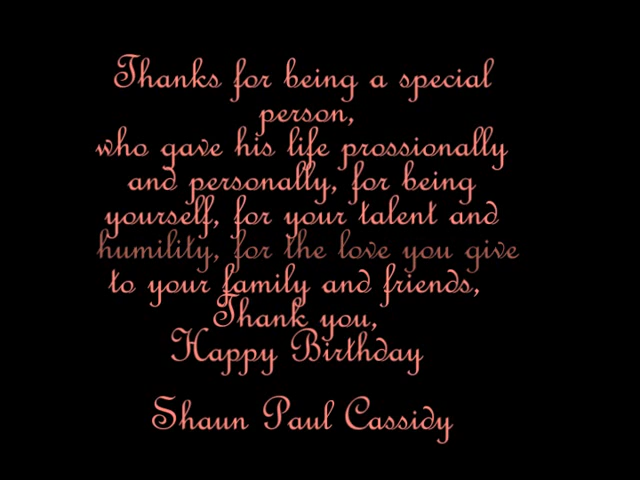 Thanks for being a special
person,
who gave his life prossionally
and personally, for being
yourself, for your talent and
humility, for the love you give
to your family and friends,
Thank you,
Happy Birthday
Shaun Paul Cassidy